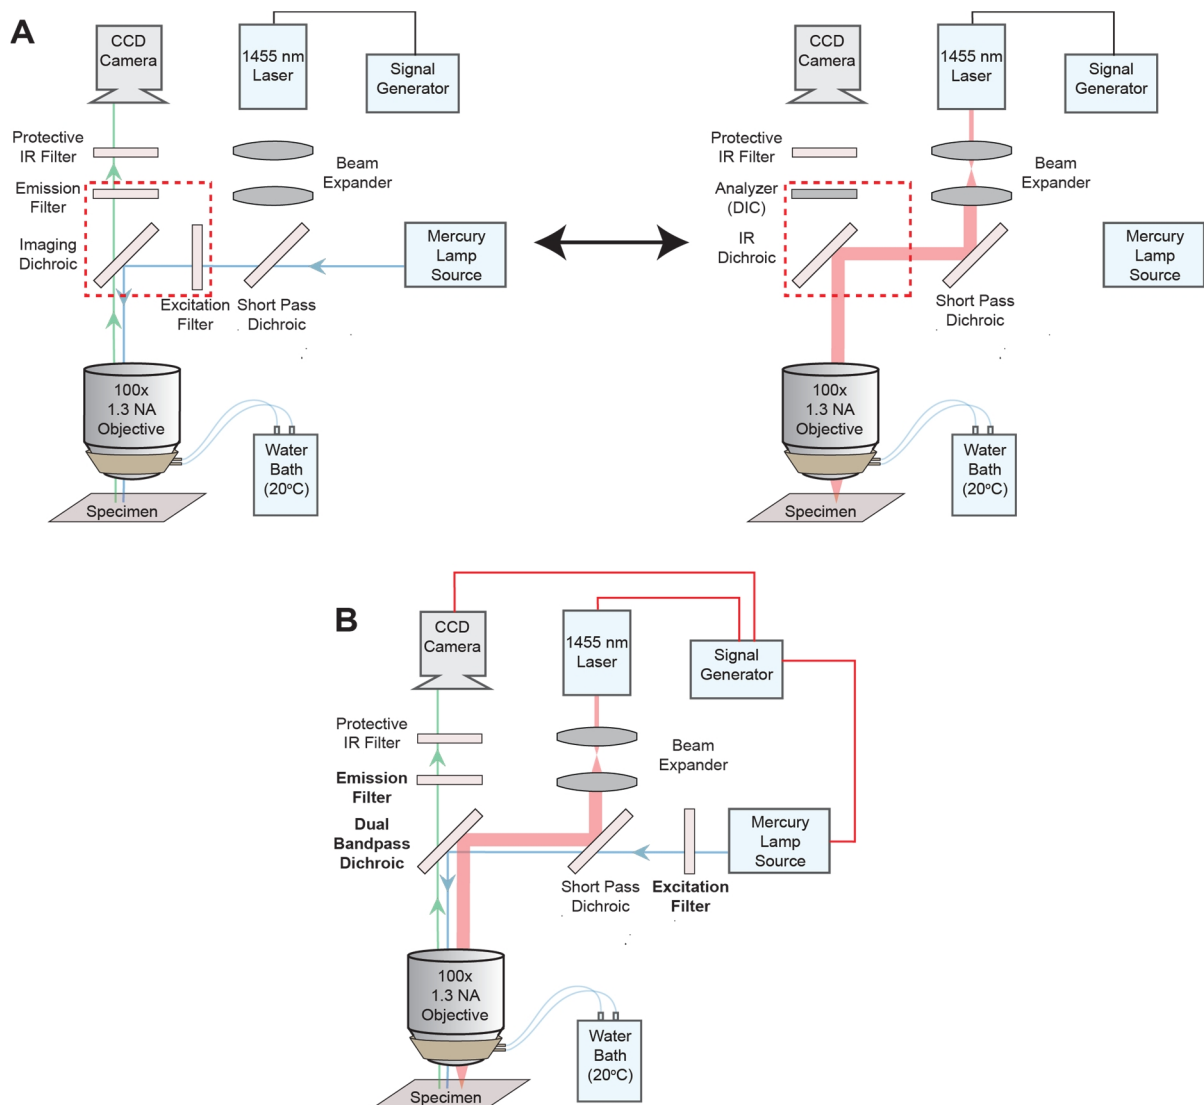 A
CCD
Camera
1455 nm
Laser
Signal
Generator
Protective
IR Filter
Beam
Expander
Emission
Filter
Imaging
Dichroic
Mercury
Lamp
Source
Excitation
Filter
Short Pass
Dichroic
100x
1.3 NA
Objective
Water
Bath
(20°C)
Specimen
CCD
Camera
1455 nm
Laser
Signal
Generator
Protective
IR Filter
Beam
Expander
Analyzer
(DIC)
IR
Dichroic
Mercury
Lamp
Source
Short Pass
Dichroic
100x
1.3 NA
Objective
Water
Bath
(20°C)
Specimen
B
CCD
Camera
1455 nm
Laser
Signal
Generator
Protective
IR Filter
Beam
Expander
Emission
Filter
Dual
Bandpass
Dichroic
Mercury
Lamp
Source
Short Pass
Dichroic
Excitation
Filter
100x
1.3 NA
Objective
Water
Bath
(20°C)
Specimen